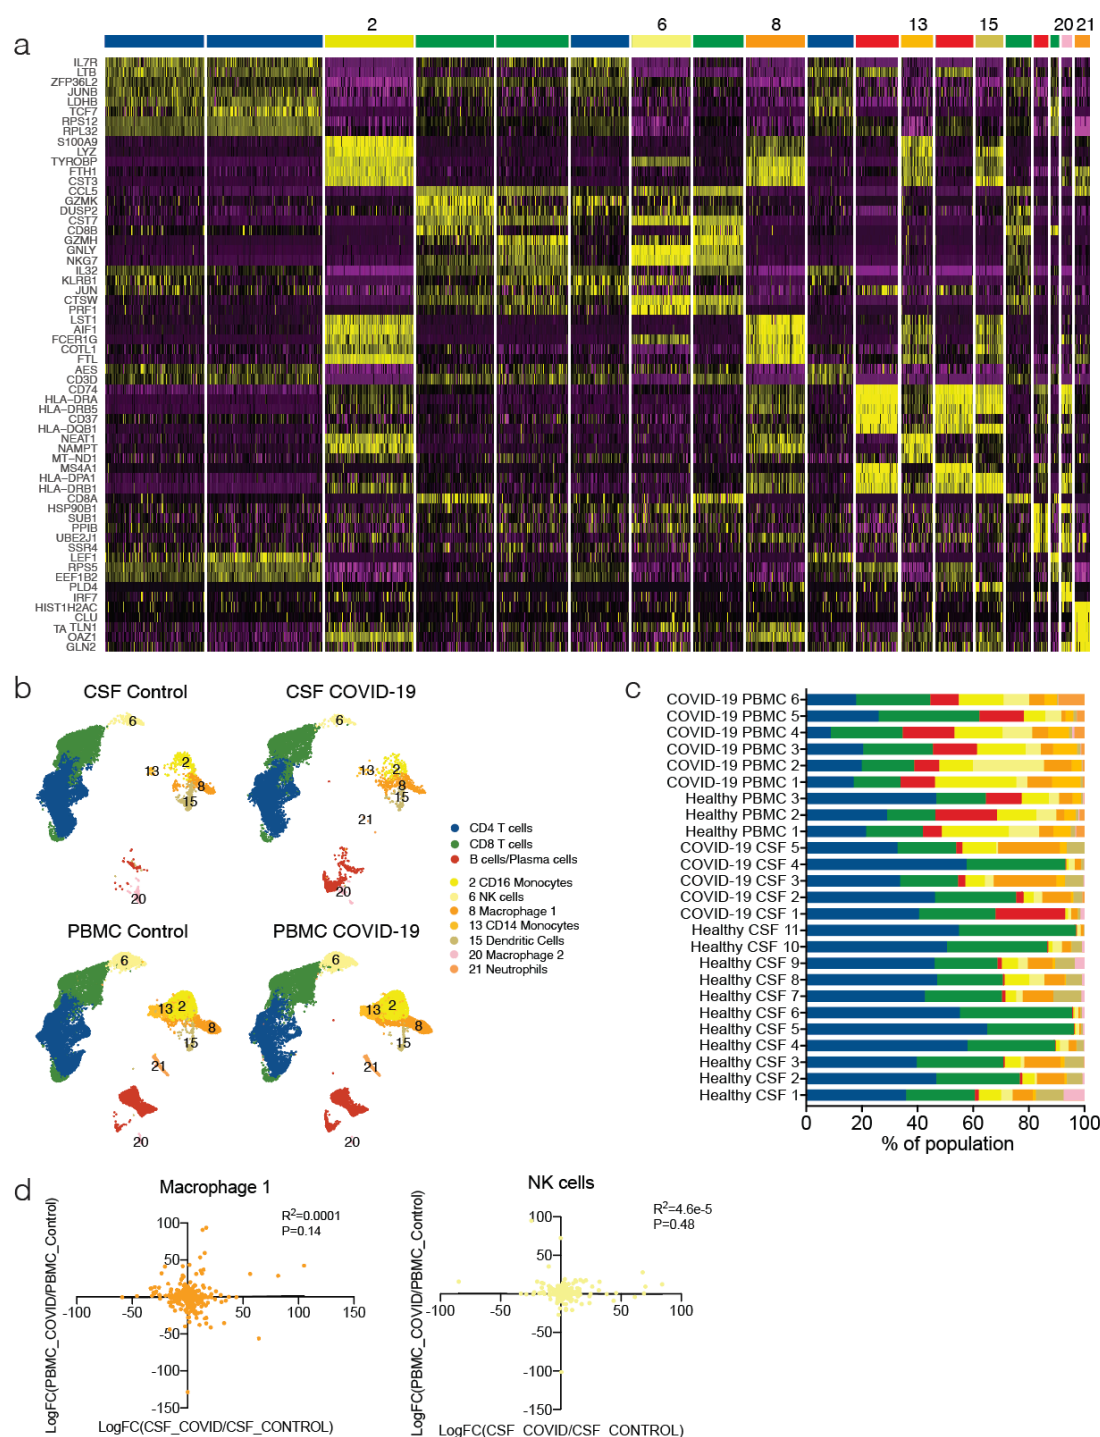 a
2 6 8 13 15 20 21
IL7R
LTB
ZFP36L2
JUNB
LDHB
TCF7
RPS12
RPL32
S100A9
LYZ
TYROBP
FTH1
CST3
CCL5
GZMK
DUSP2
CST7
CD8B
GZMH
GNLY
NKG7
IL32
KLRB1
JUN
CTSW
PRF1
LST1
AIF1
FCER1G
COTL1
FTL
AES
CD3D
CD74
HLA-DRA
HLA-DRB5
CD37
HLA-DQB1
NEAT1
NAMPT
MT-ND1
MS4A1
HLA-DPA1
HLA-DRB1
CD8A
HSP90B1
SUB1
PPIB
UBE2J1
SSR4
LEF1
RPS5
EEF1B2
PLD4
IRF7
HIST1H2AC
CLU
TA TLN1
OAZ1
GLN2
b
CSF Control
6
2
13
8
15
20
CSF COVID-19
6
13
2
8
15
21
20
CD4 T cells
CD8 T cells
B cells/Plasma cells
2 CD16 Monocytes
6 NK cells
8 Macrophage 1
13 CD14 Monocytes
15 Dendritic Cells
20 Macrophage 2
21 Neutrophils
PBMC Control
6
13 2
8
15
21
20
PBMC COVID-19
6
13 2
8
15
21
20
c
COVID-19 PBMC 6
COVID-19 PBMC 5
COVID-19 PBMC 4
COVID-19 PBMC 3
COVID-19 PBMC 2
COVID-19 PBMC 1
Healthy PBMC 3
Healthy PBMC 2
Healthy PBMC 1
COVID-19 CSF 5
COVID-19 CSF 4
COVID-19 CSF 3
COVID-19 CSF 2
COVID-19 CSF 1
Healthy CSF 11
Healthy CSF 10
Healthy CSF 9
Healthy CSF 8
Healthy CSF 7
Healthy CSF 6
Healthy CSF 5
Healthy CSF 4
Healthy CSF 3
Healthy CSF 2
Healthy CSF 1
0 20 40 60 80 100
% of population
d
Macrophage 1
R2=0.0001
P=0.14
LogFC(PBMC_COVID/PBMC_Control)
100
50
0
-50
-100
-150
-100 -50 50 100 150
LogFC(CSF_COVID/CSF_CONTROL)
NK cells
R2=4.6e-5
P=0.48
LogFC(PBMC_COVID/PBMC_Control)
100
50
0
-50
-100
-150
-100 -50 50 100
LogFC(CSF_COVID/CSF_CONTROL)